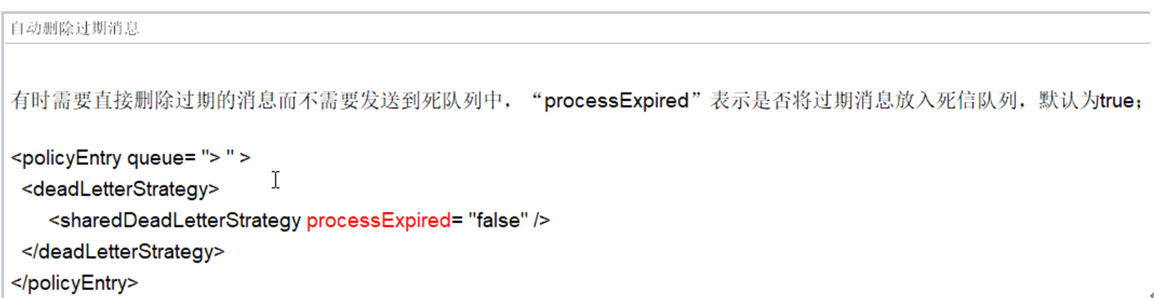 自动删除过期消息
有时需要直接删除过期的消息而不需要发送到死队列中，“processExpired”表示是否将过期消息放入死信队列，默认为true；
<policyEntry queue= "> " >
<deadLetterStrategy>
<sharedDeadLetterStrategy processExpired= "false" />
</deadLetterStrategy>
</policyEntry>